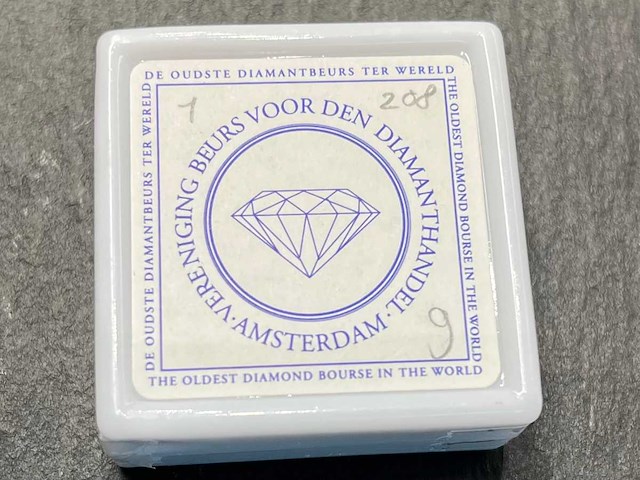 DE OUDSTE DIAMANTBEURS TER WERELD
DE OUDSTE DIAMANTBEURS TER WERELD
1
208
VERENIGING BEURS VOOR DEN DIAMANTHANDEL · AMSTERDAM ·
THE OLDEST DIAMOND BOURSE IN THE WORLD
9
THE OLDEST DIAMOND BOURSE IN THE WORLD